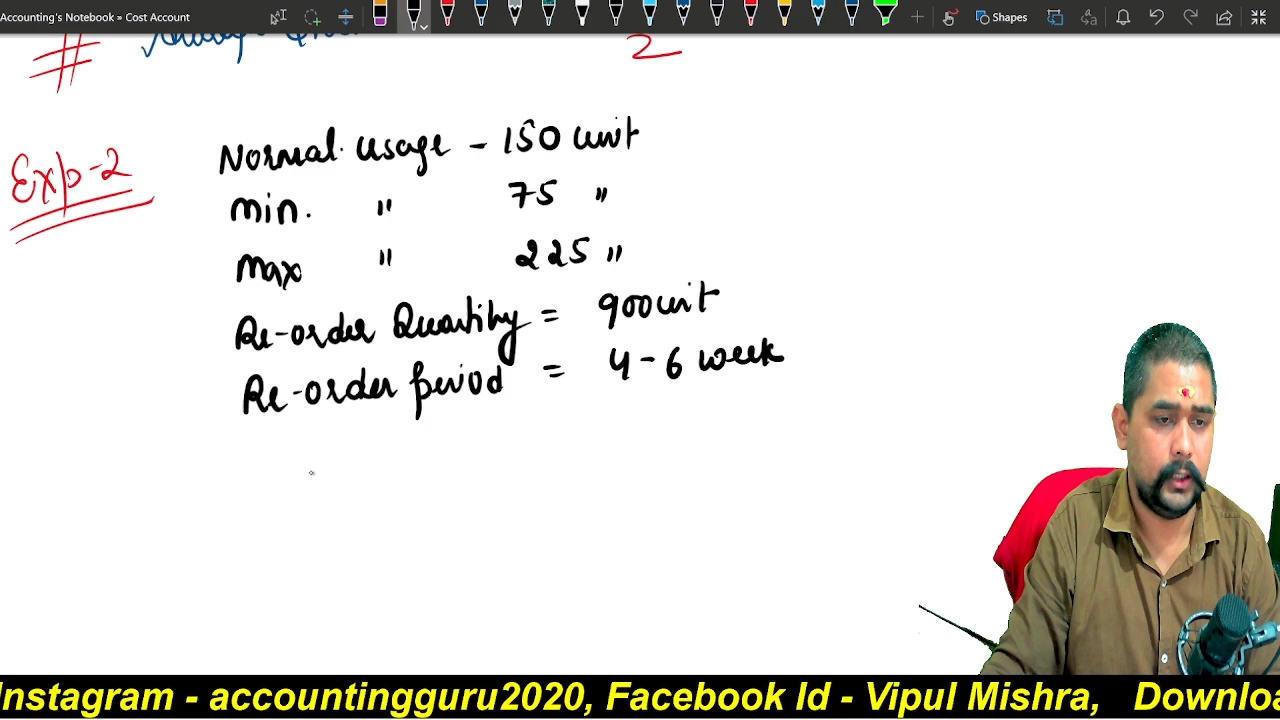 Accounting's Notebook » Cost Account
Shapes
#
2
Exp-2
Normal. usage - 150 unit
min. " 75 "
max " 225 "
Re-order Quantity = 900 unit
Re-order period = 4-6 week
Instagram - accountingguru2020, Facebook Id - Vipul Mishra, Downlo